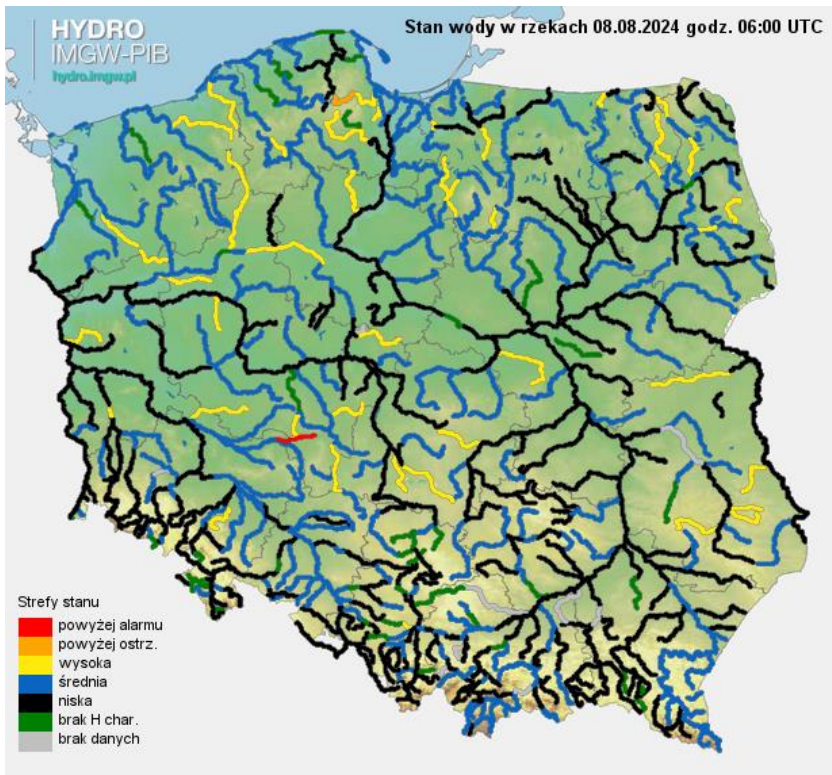 HYDRO
IMGW-PIB
hydro.imgw.pl
Stan wody w rzekach 08.08.2024 godz. 06:00 UTC
Strefy stanu
powyżej alarmu
powyżej ostrz.
wysoka
średnia
niska
brak H char.
brak danych